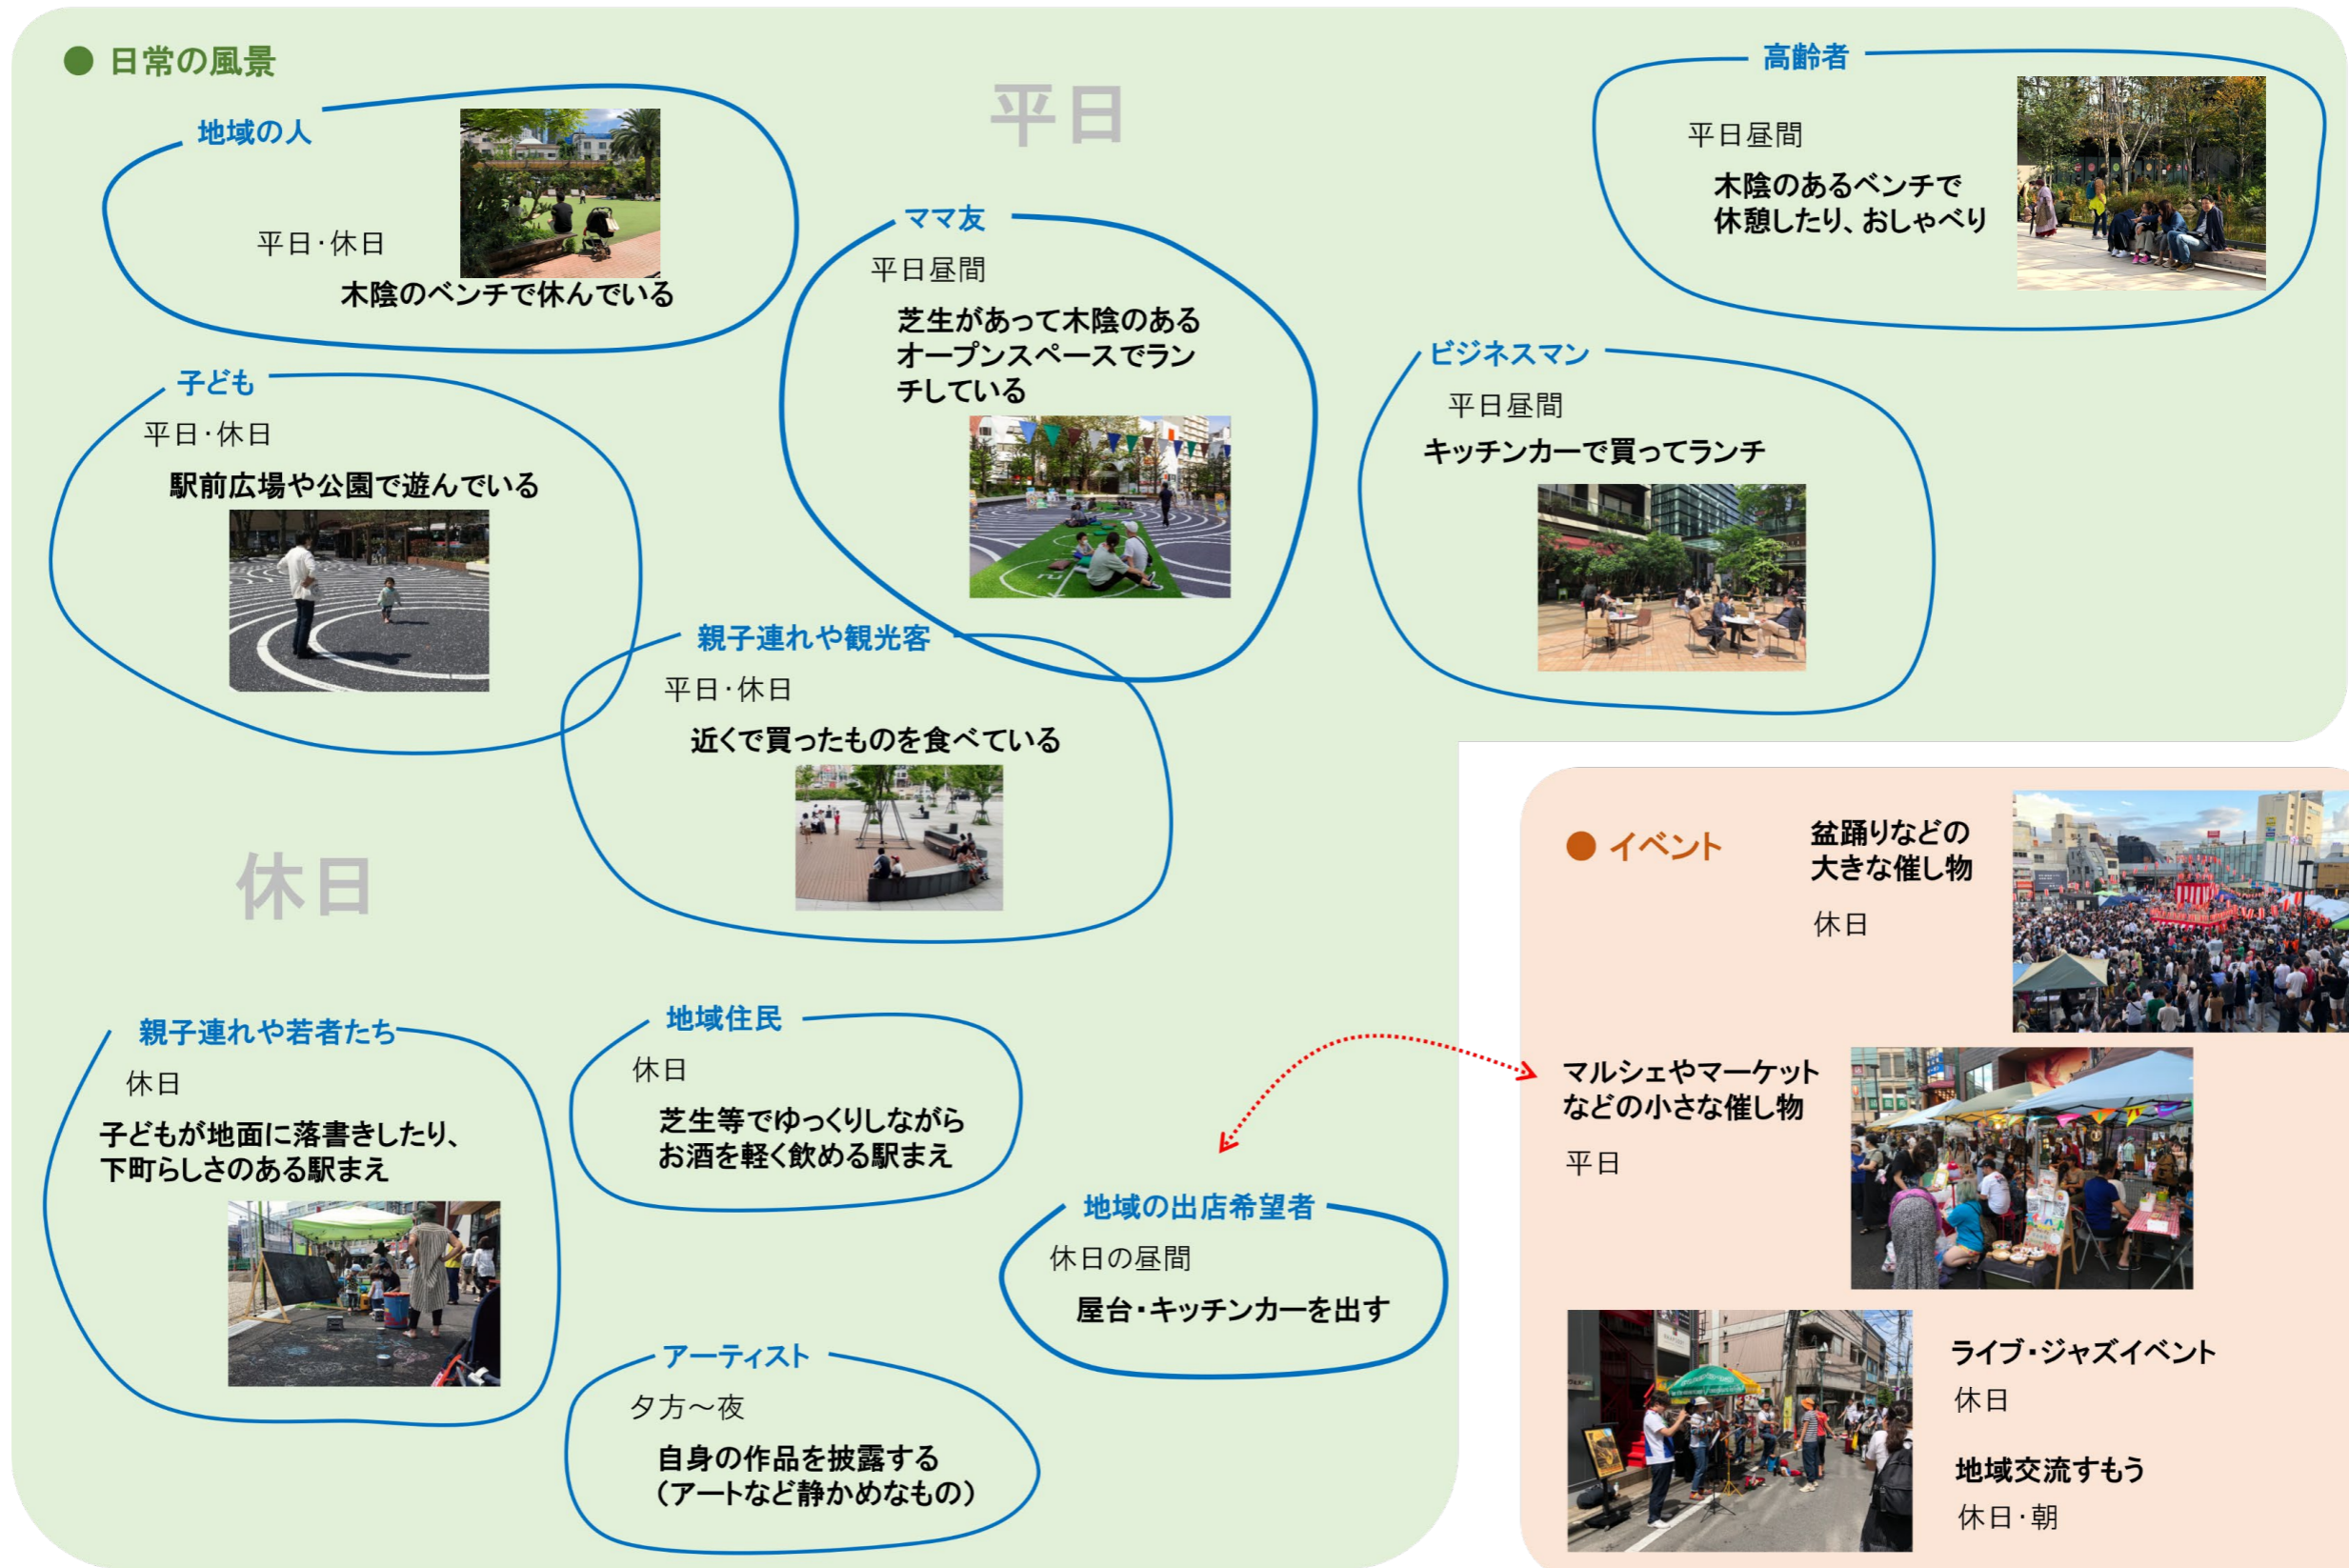 ● 日常の風景
平日
地域の人
平日・休日
木陰のベンチで休んでいる
高齢者
平日昼間
木陰のあるベンチで
休憩したり、おしゃべり
ママ友
平日昼間
芝生があって木陰のある
オープンスペースでラン
チしている
ビジネスマン
平日昼間
キッチンカーで買ってランチ
子ども
平日・休日
駅前広場や公園で遊んでいる
親子連れや観光客
平日・休日
近くで買ったものを食べている
休日
親子連れや若者たち
休日
子どもが地面に落書きしたり、
下町らしさのある駅まえ
地域住民
休日
芝生等でゆっくりしながら
お酒を軽く飲める駅まえ
地域の出店希望者
休日の昼間
屋台・キッチンカーを出す
アーティスト
夕方～夜
自身の作品を披露する
（アートなど静かめなもの）
● イベント
盆踊りなどの
大きな催し物
休日
マルシェやマーケット
などの小さな催し物
平日
ライブ・ジャズイベント
休日
地域交流すもう
休日・朝